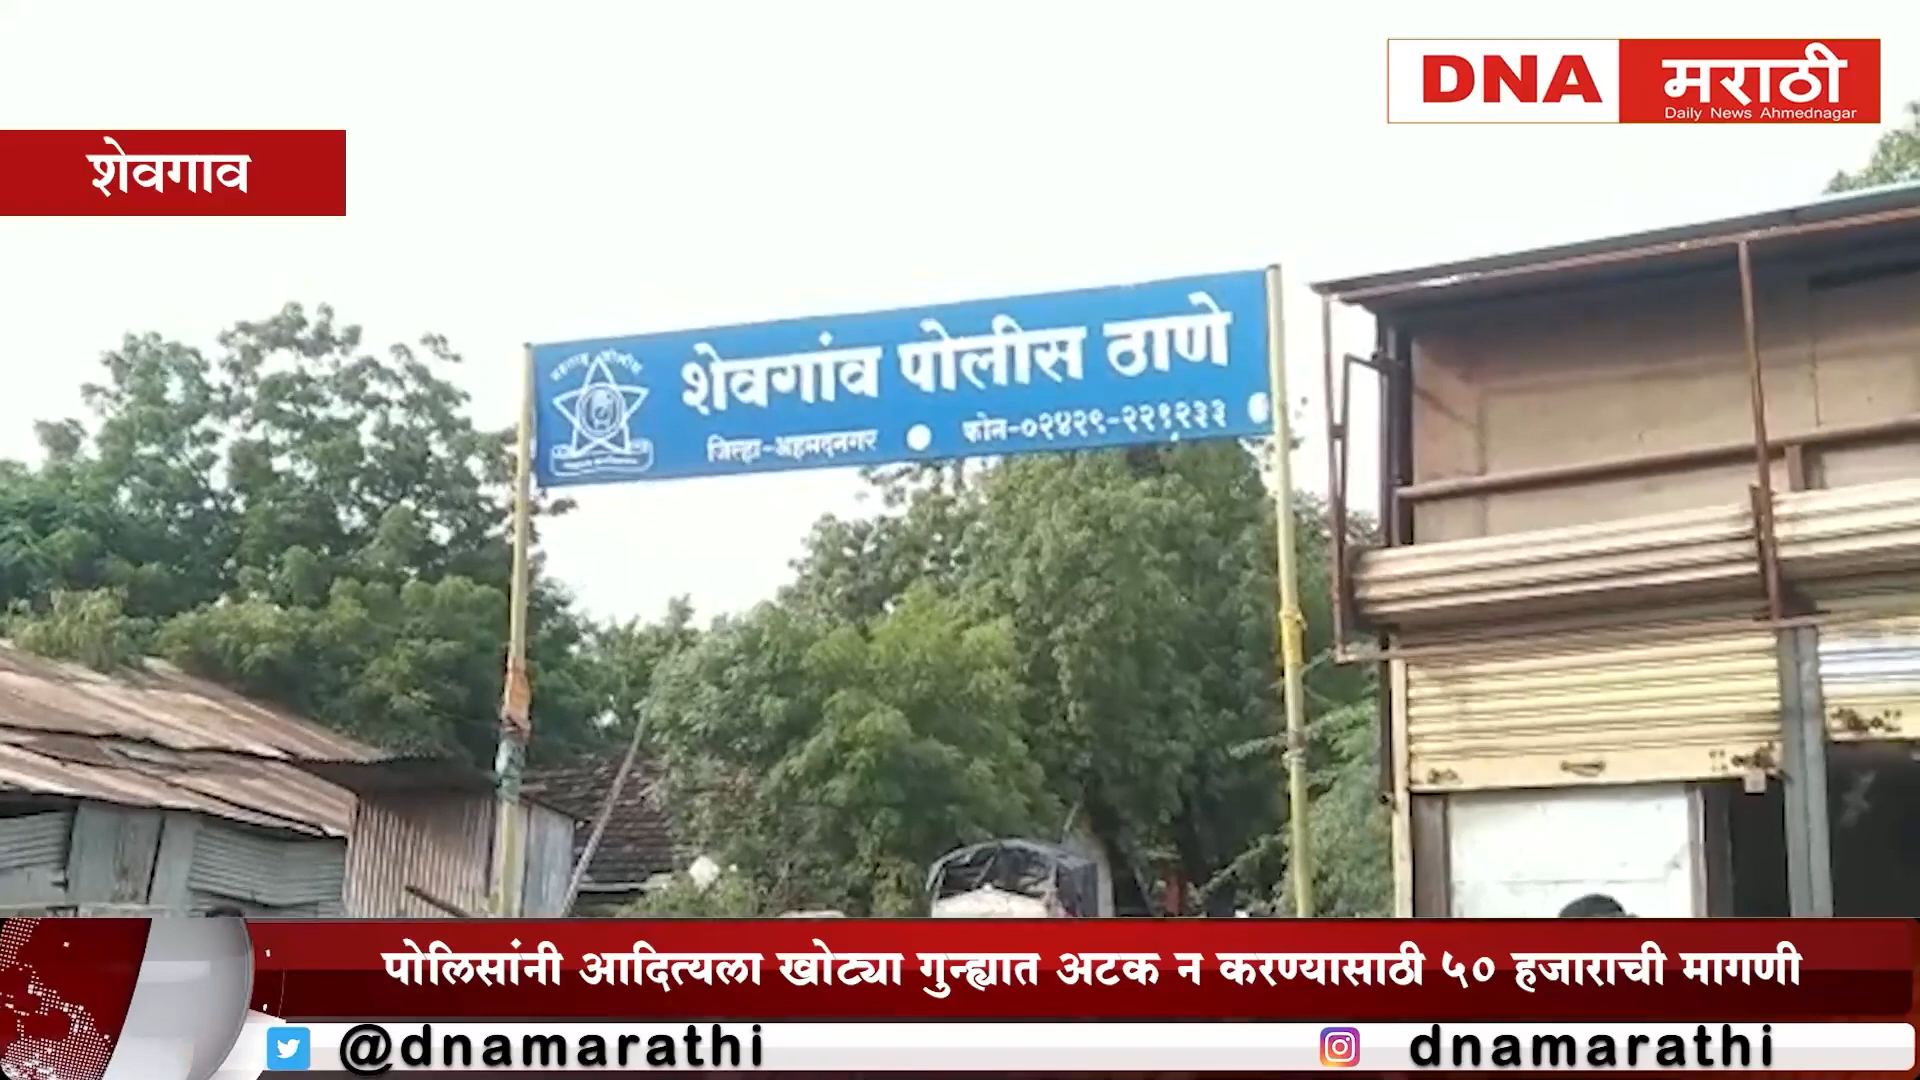 DNA मराठी
Daily News Ahmednagar
शेवगाव
महाराष्ट्र पोलीस
शेवगांव पोलीस ठाणे
जिल्हा-अहमदनगर
फोन-०२४२९-२२१२३३
पोलिसांनी आदित्यला खोट्या गुन्ह्यात अटक न करण्यासाठी ५० हजाराची मागणी
@dnamarathi
dnamarathi